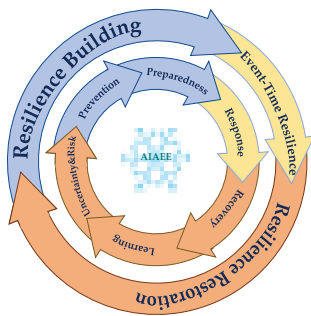 Resilience Building
Event-Time Resilience
Resilience Restoration
Prevention
Preparedness
Response
Recovery
Learning
Uncertainty&Risk
AIAEE